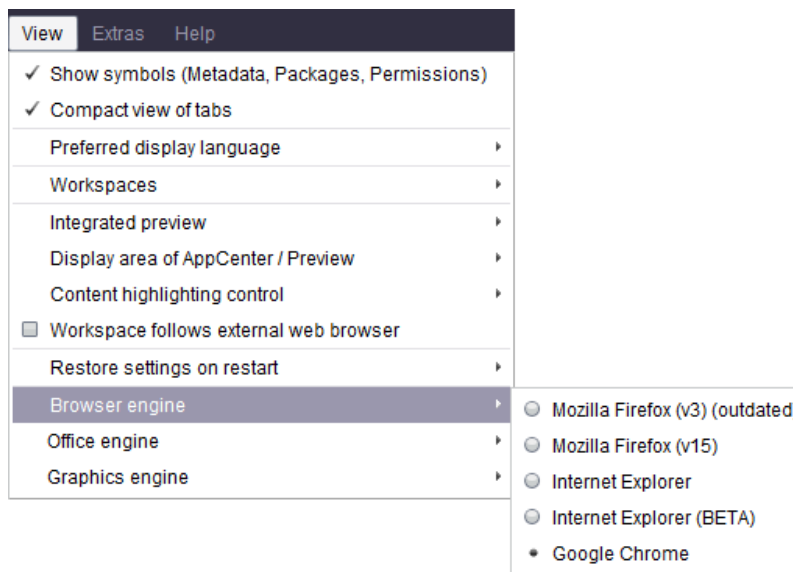 View Extras Help
Show symbols (Metadata, Packages, Permissions)
Compact view of tabs
Preferred display language
Workspaces
Integrated preview
Display area of AppCenter / Preview
Content highlighting control
Workspace follows external web browser
Restore settings on restart
Browser engine
Office engine
Graphics engine
Mozilla Firefox (v3) (outdated
Mozilla Firefox (v15)
Internet Explorer
Internet Explorer (BETA)
Google Chrome